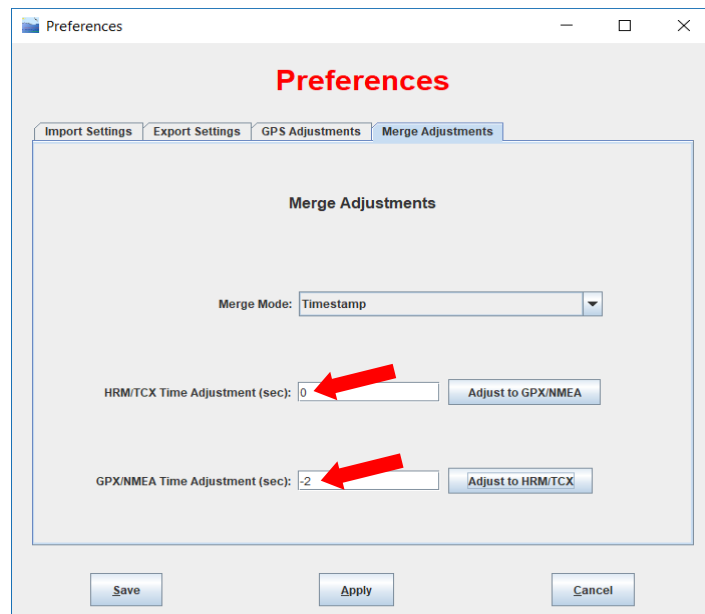 Preferences
Preferences
Import Settings Export Settings GPS Adjustments Merge Adjustments
Merge Adjustments
Merge Mode: Timestamp
HRM/TCX Time Adjustment (sec): 0 Adjust to GPX/NMEA
GPX/NMEA Time Adjustment (sec): -2 Adjust to HRM/TCX
Save Apply Cancel